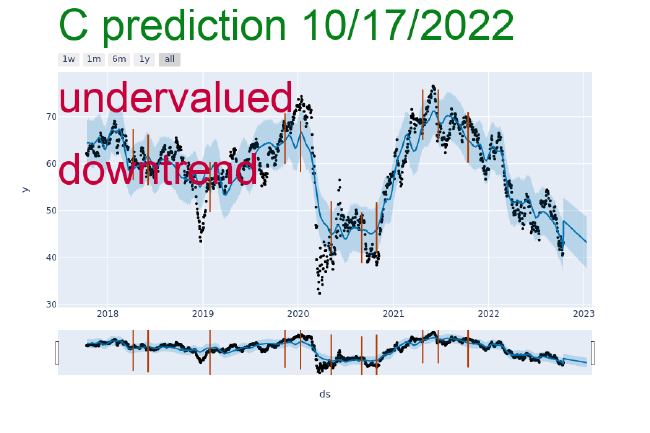 C prediction 10/17/2022
1w 1m 6m 1y all
undervalued
70
60
downtrend
y
50
40
30
2018 2019 2020 2021 2022 2023
ds